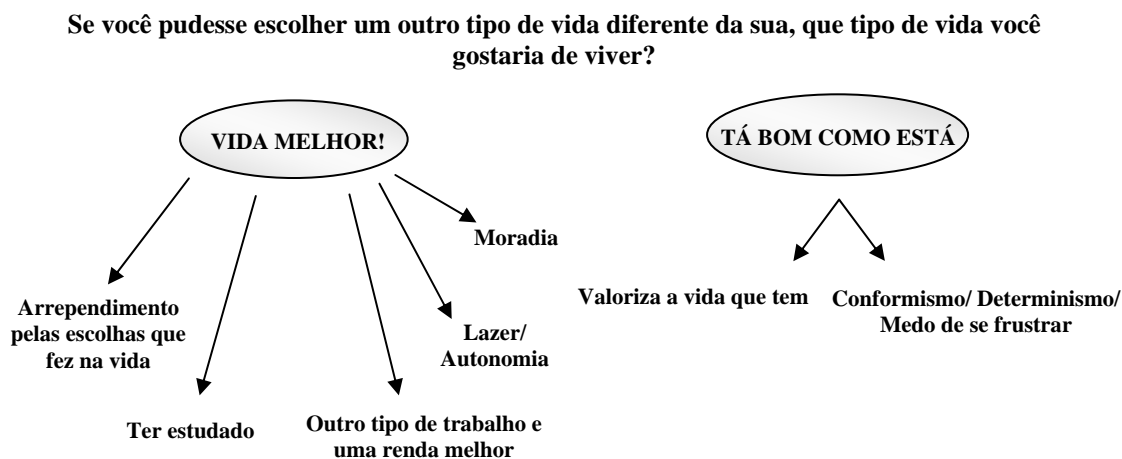 Se você pudesse escolher um outro tipo de vida diferente da sua, que tipo de vida você
gostaria de viver?
VIDA MELHOR!
TÁ BOM COMO ESTÁ
Moradia
Arrependimento
pelas escolhas que
fez na vida
Lazer/
Autonomia
Ter estudado
Outro tipo de trabalho e
uma renda melhor
Valoriza a vida que tem
Conformismo/ Determinismo/
Medo de se frustrar